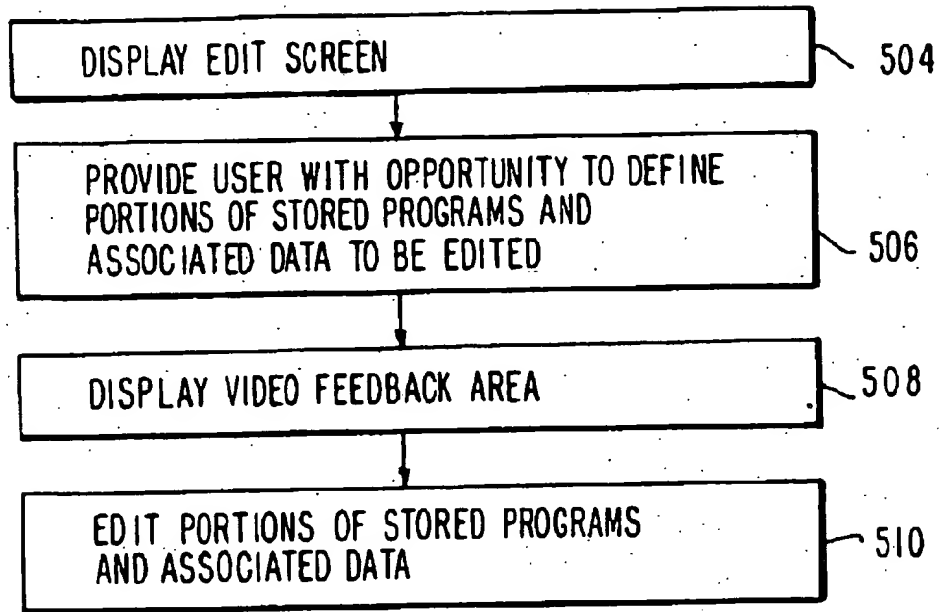 DISPLAY EDIT SCREEN
504
PROVIDE USER WITH OPPORTUNITY TO DEFINE
PORTIONS OF STORED PROGRAMS AND
ASSOCIATED DATA TO BE EDITED
506
DISPLAY VIDEO FEEDBACK AREA
508
EDIT PORTIONS OF STORED PROGRAMS
AND ASSOCIATED DATA
510